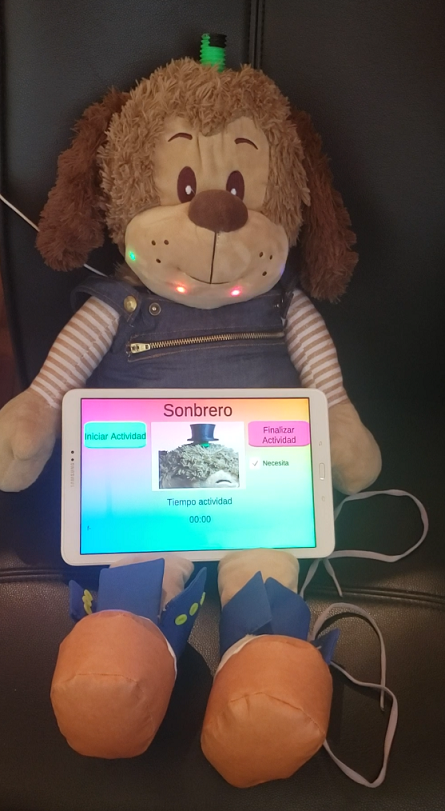 Sonbrero
Iniciar Actividad
Finalizar
Actividad
Necesita
Tiempo actividad
00:00
SAMSUNG